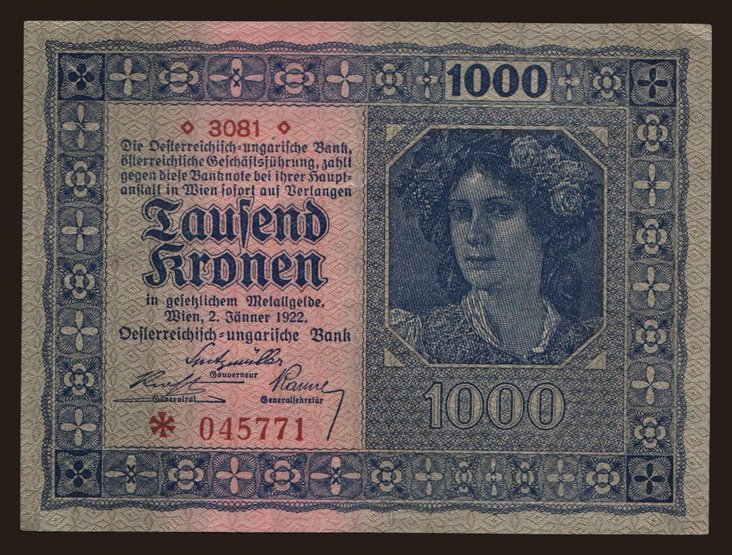 1000
◇ 3081 ◇
Die Oesterreichisch-ungarische Bank,
österreichische Geschäftsführung, zahlt
gegen diese Banknote bei ihrer Haupt-
anstalt in Wien sofort auf Verlangen
Tausend
Kronen
in gesetzlichem Metallgelde.
Wien, 2. Jänner 1922.
Oesterreichisch-ungarische Bank
Spitzmüller
Gouverneur
Generalrat
Generalsekretär
* 045771
1000